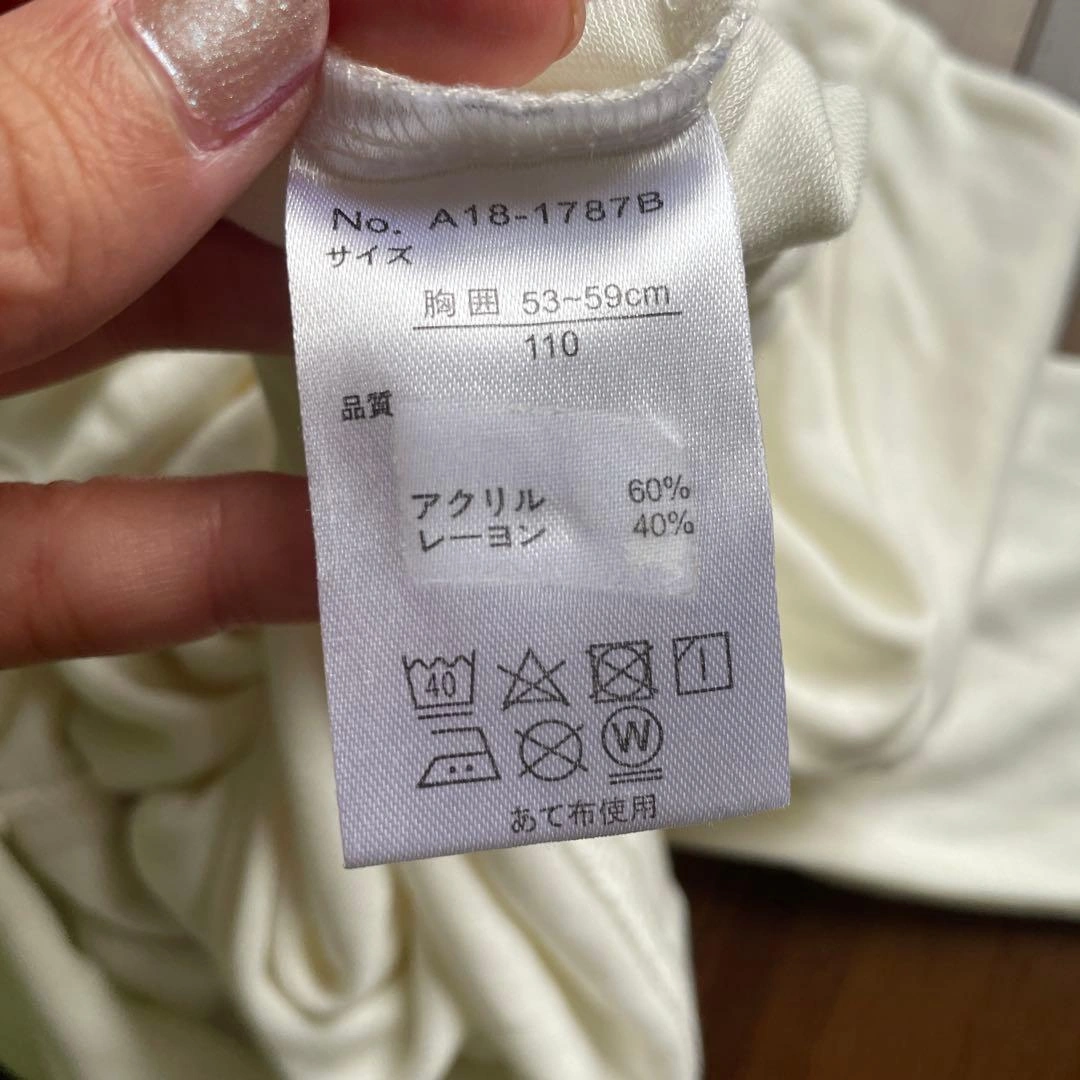 No. A18-1787B
サイズ
胸囲 53~59cm
110
品質
アクリル 60%
レーヨン 40%
40
W
あて布使用